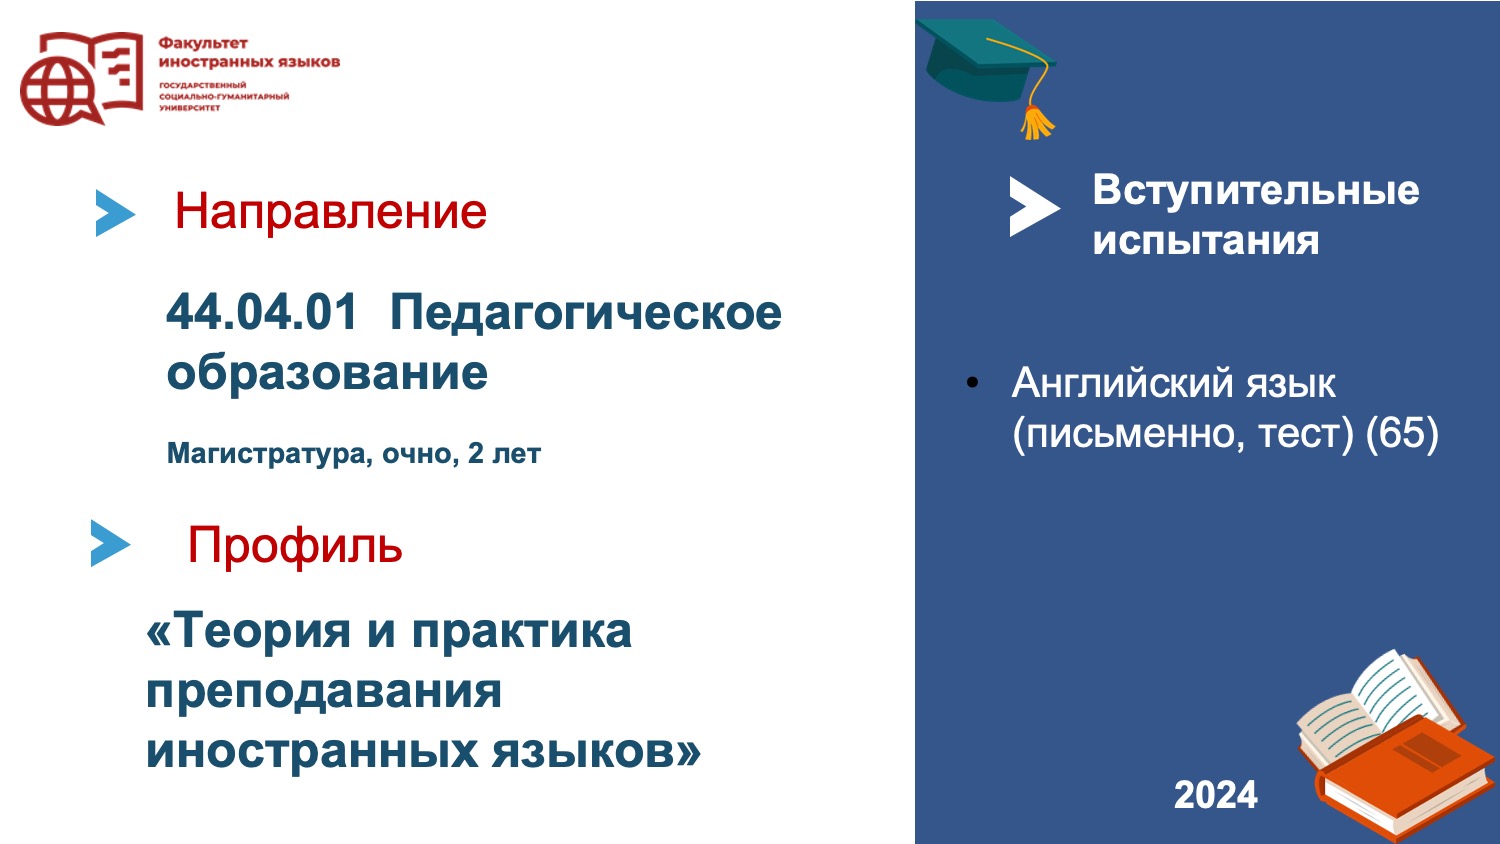 Факультет
иностранных языков
ГОСУДАРСТВЕННЫЙ
СОЦИАЛЬНО-ГУМАНИТАРНЫЙ
УНИВЕРСИТЕТ
Направление
44.04.01 Педагогическое
образование
Магистратура, очно, 2 лет
Профиль
«Теория и практика
преподавания
иностранных языков»
Вступительные
испытания
• Английский язык
(письменно, тест) (65)
2024